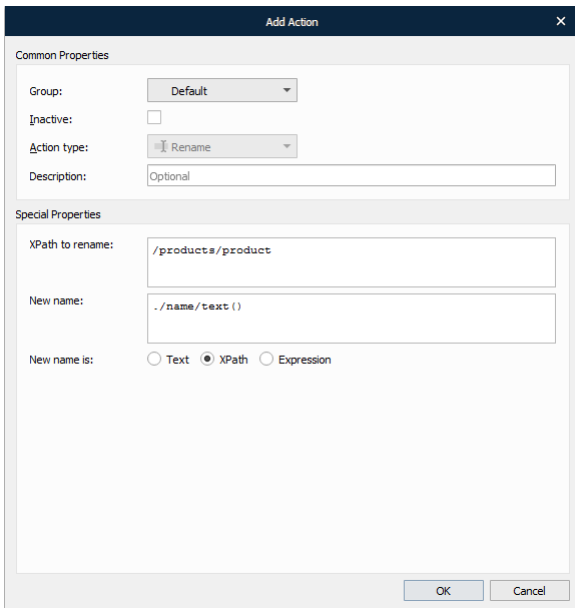 Add Action
Common Properties
Group: Default
Inactive:
Action type: Rename
Description: Optional
Special Properties
XPath to rename: /products/product
New name: ./name/text()
New name is: Text XPath Expression
OK Cancel